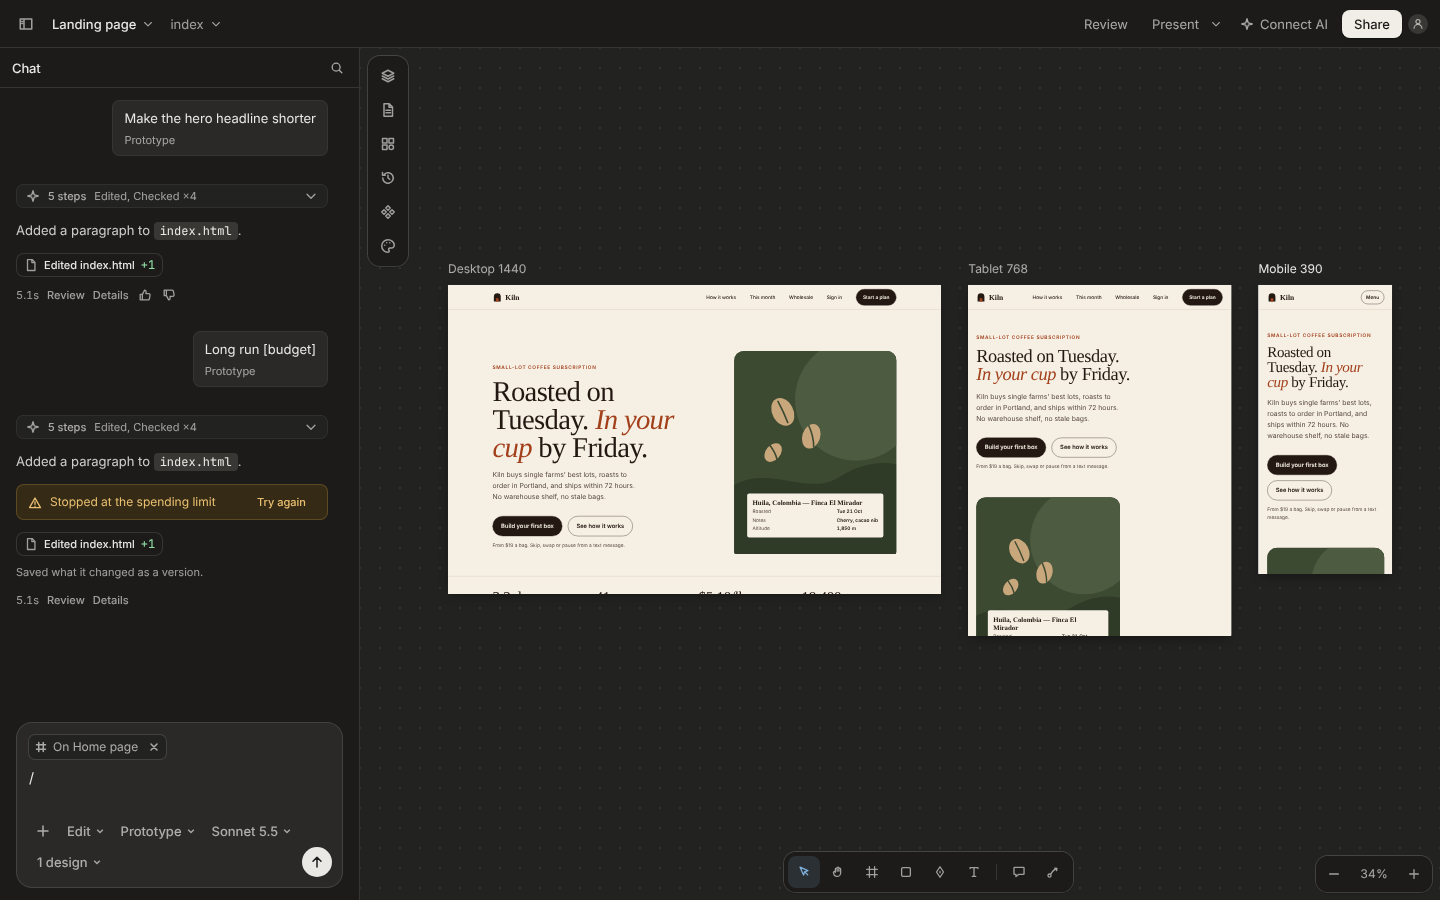 Landing page
index
Review
Present
Connect AI
Share
Chat
Make the hero headline shorter
Prototype
5 steps Edited, Checked ×4
Added a paragraph to index.html.
Edited index.html +1
5.1s Review Details
Long run [budget]
Prototype
5 steps Edited, Checked ×4
Added a paragraph to index.html.
Stopped at the spending limit Try again
Edited index.html +1
Saved what it changed as a version.
5.1s Review Details
On Home page
/
Edit Prototype Sonnet 5.5
1 design
Desktop 1440
Kiln
How it works This month Wholesale Sign in Start a plan
SMALL-LOT COFFEE SUBSCRIPTION
Roasted on
Tuesday. In your
cup by Friday.
Kiln buys single farms' best lots, roasts to
order in Portland, and ships within 72 hours.
No warehouse shelf, no stale bags.
Build your first box See how it works
From $19 a bag. Skip, swap or pause from a text message.
Huila, Colombia — Finca El Mirador
Roasted Tue 21 Oct
Notes Cherry, cacao nib
Altitude 1,850 m
Tablet 768
Kiln
How it works This month Wholesale Sign in Start a plan
SMALL-LOT COFFEE SUBSCRIPTION
Roasted on Tuesday.
In your cup by Friday.
Kiln buys single farms' best lots, roasts to
order in Portland, and ships within 72 hours.
No warehouse shelf, no stale bags.
Build your first box See how it works
From $19 a bag. Skip, swap or pause from a text message.
Huila, Colombia — Finca El
Mirador
Mobile 390
Kiln
Menu
SMALL-LOT COFFEE SUBSCRIPTION
Roasted on
Tuesday. In your
cup by Friday.
Kiln buys single farms' best lots,
roasts to order in Portland, and
ships within 72 hours. No
warehouse shelf, no stale bags.
Build your first box
See how it works
From $19 a bag. Skip, swap or pause from a text
message.
34%